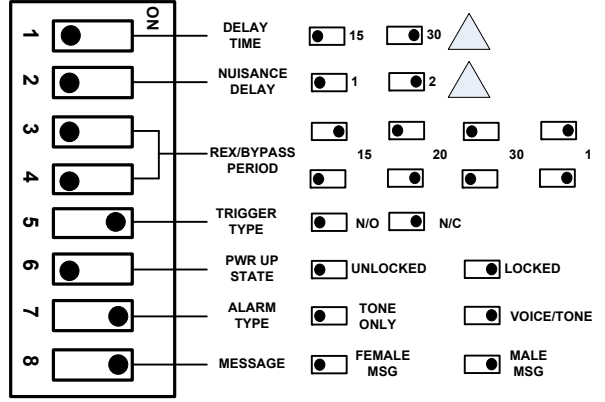 ON
1 DELAY TIME 15 30
2 NUISANCE DELAY 1 2
3
4 REX/BYPASS PERIOD 15 20 30 1
5 TRIGGER TYPE N/O N/C
6 PWR UP STATE UNLOCKED LOCKED
7 ALARM TYPE TONE ONLY VOICE/TONE
8 MESSAGE FEMALE MSG MALE MSG